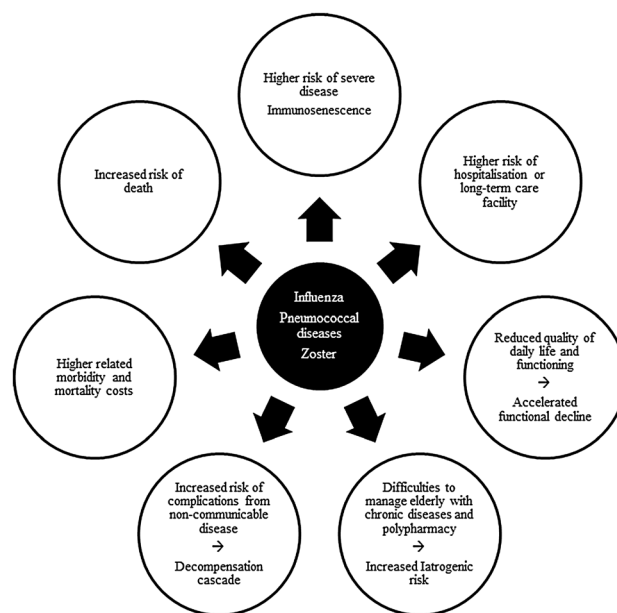 Higher risk of severe
disease
Immunosenescence
Increased risk of
death
Higher risk of
hospitalisation or
long-term care
facility
Influenza
Pneumococcal
diseases
Zoster
Reduced quality of
daily life and
functioning
→
Accelerated
functional decline
Higher related
morbidity and
mortality costs
Increased risk of
complications from
non-communicable
disease
→
Decompensation
cascade
Difficulties to
manage elderly with
chronic diseases and
polypharmacy
→
Increased Iatrogenic
risk